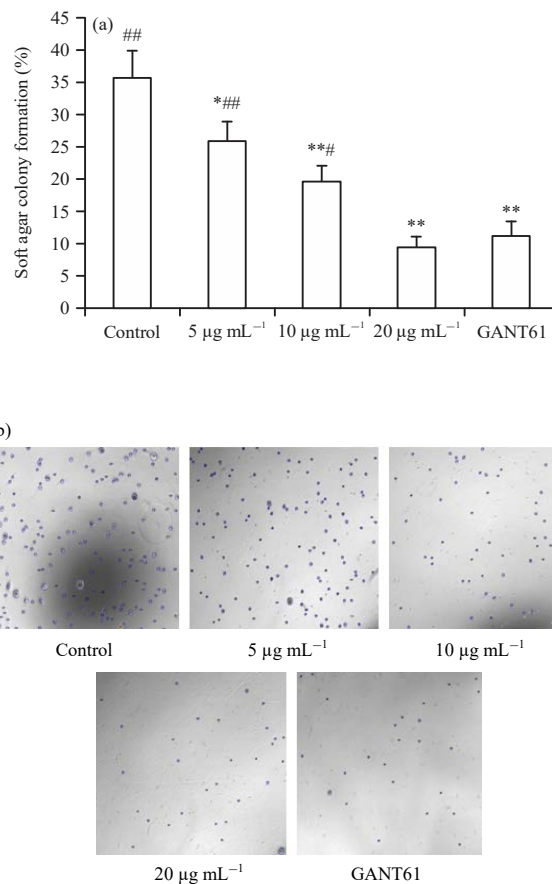 (a)
Soft agar colony formation (%)
45
40
35
30
25
20
15
10
5
0
##
*##
**#
**
**
Control
5 µg mL⁻¹
10 µg mL⁻¹
20 µg mL⁻¹
GANT61
b)
Control
5 µg mL⁻¹
10 µg mL⁻¹
20 µg mL⁻¹
GANT61